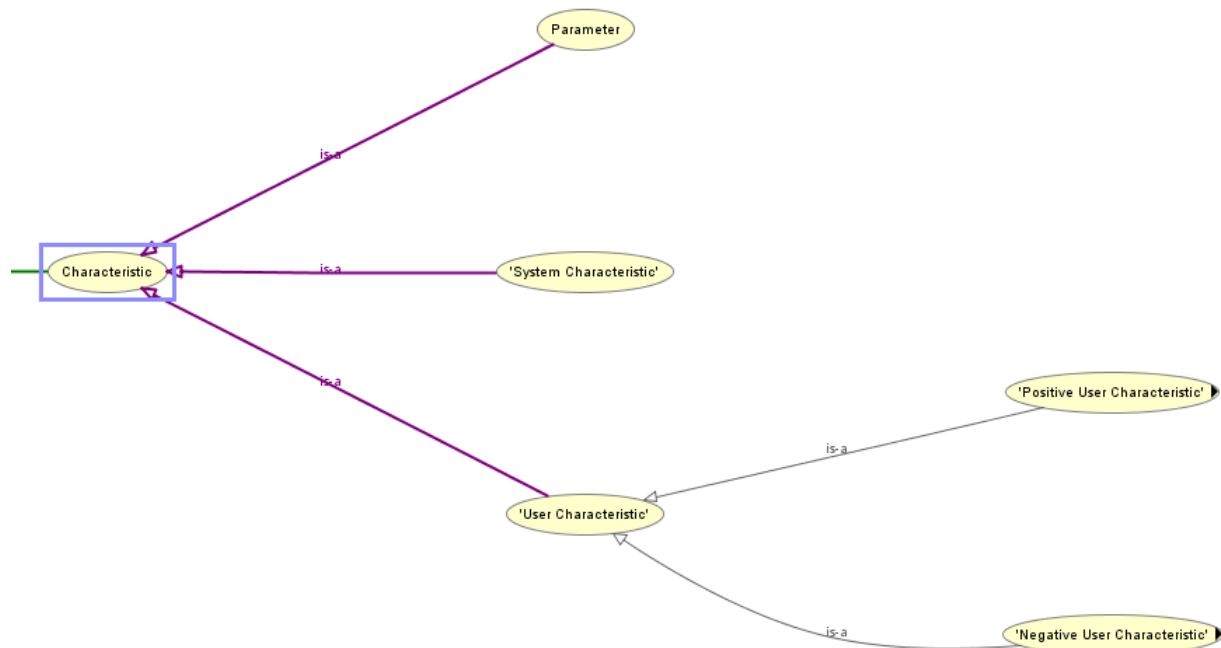 Parameter
is-a
Characteristic
is-a
'System Characteristic'
is-a
'Positive User Characteristic'
is-a
'User Characteristic'
is-a
'Negative User Characteristic'